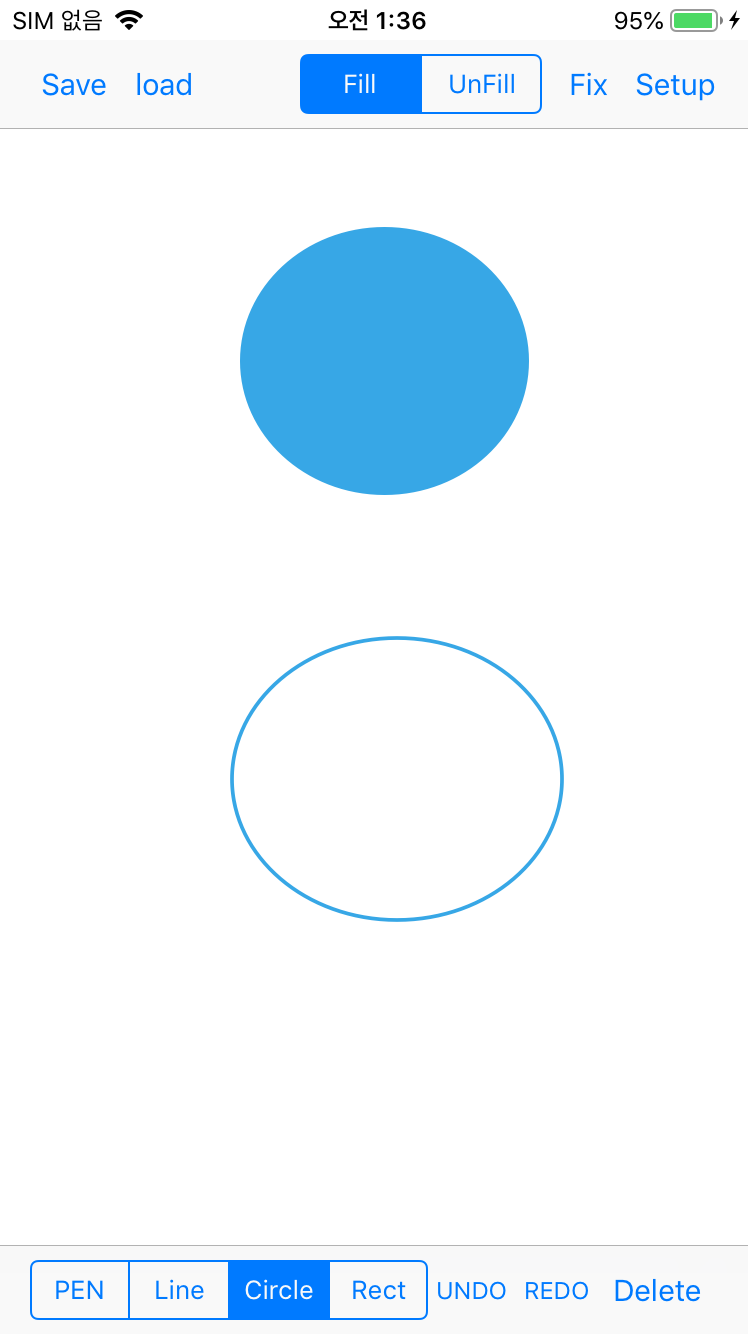 SIM 없음 오전 1:36 95%
Save load Fill UnFill Fix Setup
PEN Line Circle Rect UNDO REDO Delete